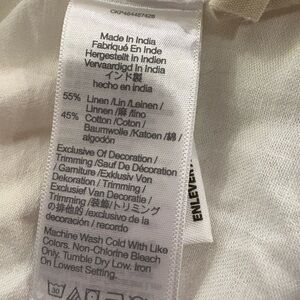 Made In India
Fabriqué En Inde
Hergestellt in Indien
Vervaardigd In India
インド製
hecho en india
55% Linen /Lin /Leinen /
Linnen /麻 /lino
45% Cotton /Coton /
Baumwolle /Katoen /綿 /
algodón
Exclusive Of Decoration /
Trimming /Sauf De Décoration
/ Garniture / Exklusiv Von
Dekoration / Trimming /
Exclusief Van Decoratie /
Trimming /装飾/トリミング
の排他的 /exclusivo de la
decoración / recorado
Machine Wash Cold With Like
Colors. Non-Chlorine Bleach
Only. Tumble Dry Low. Iron
On Lowest Setting.
30